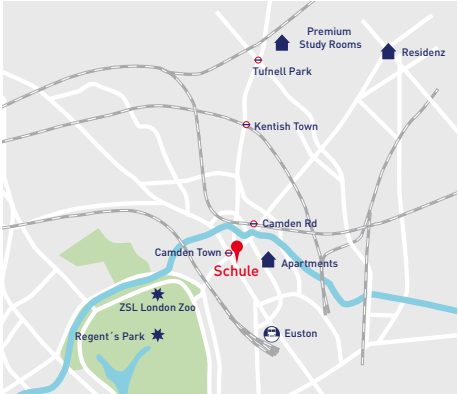 Premium
Study Rooms
Residenz
Tufnell Park
Kentish Town
Camden Rd
Camden Town
Schule
Apartments
ZSL London Zoo
Regent´s Park
Euston